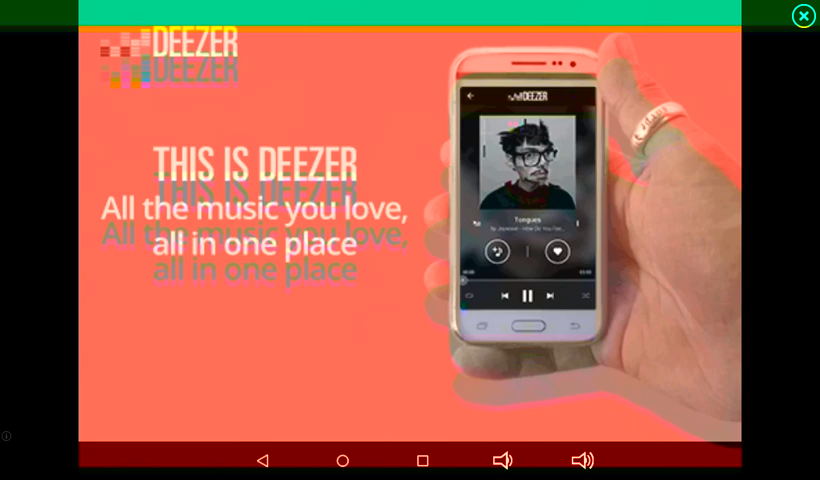 DEEZER
THIS IS DEEZER
All the music you love,
all in one place
DEEZER
Tongues